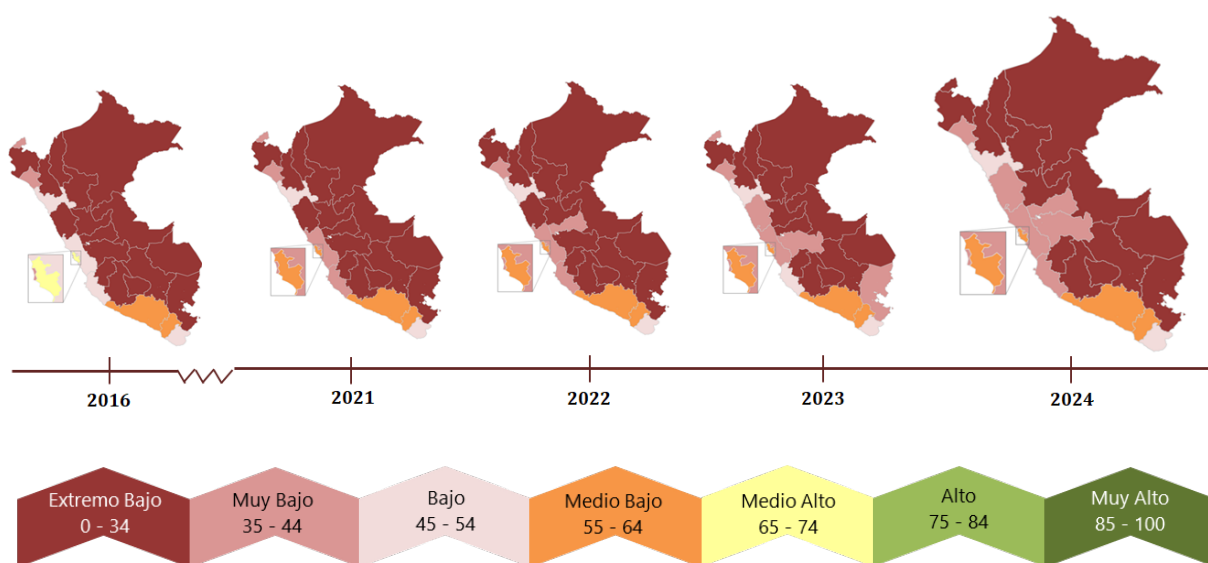 2016
2021
2022
2023
2024
Extremo Bajo
0 - 34
Muy Bajo
35 - 44
Bajo
45 - 54
Medio Bajo
55 - 64
Medio Alto
65 - 74
Alto
75 - 84
Muy Alto
85 - 100